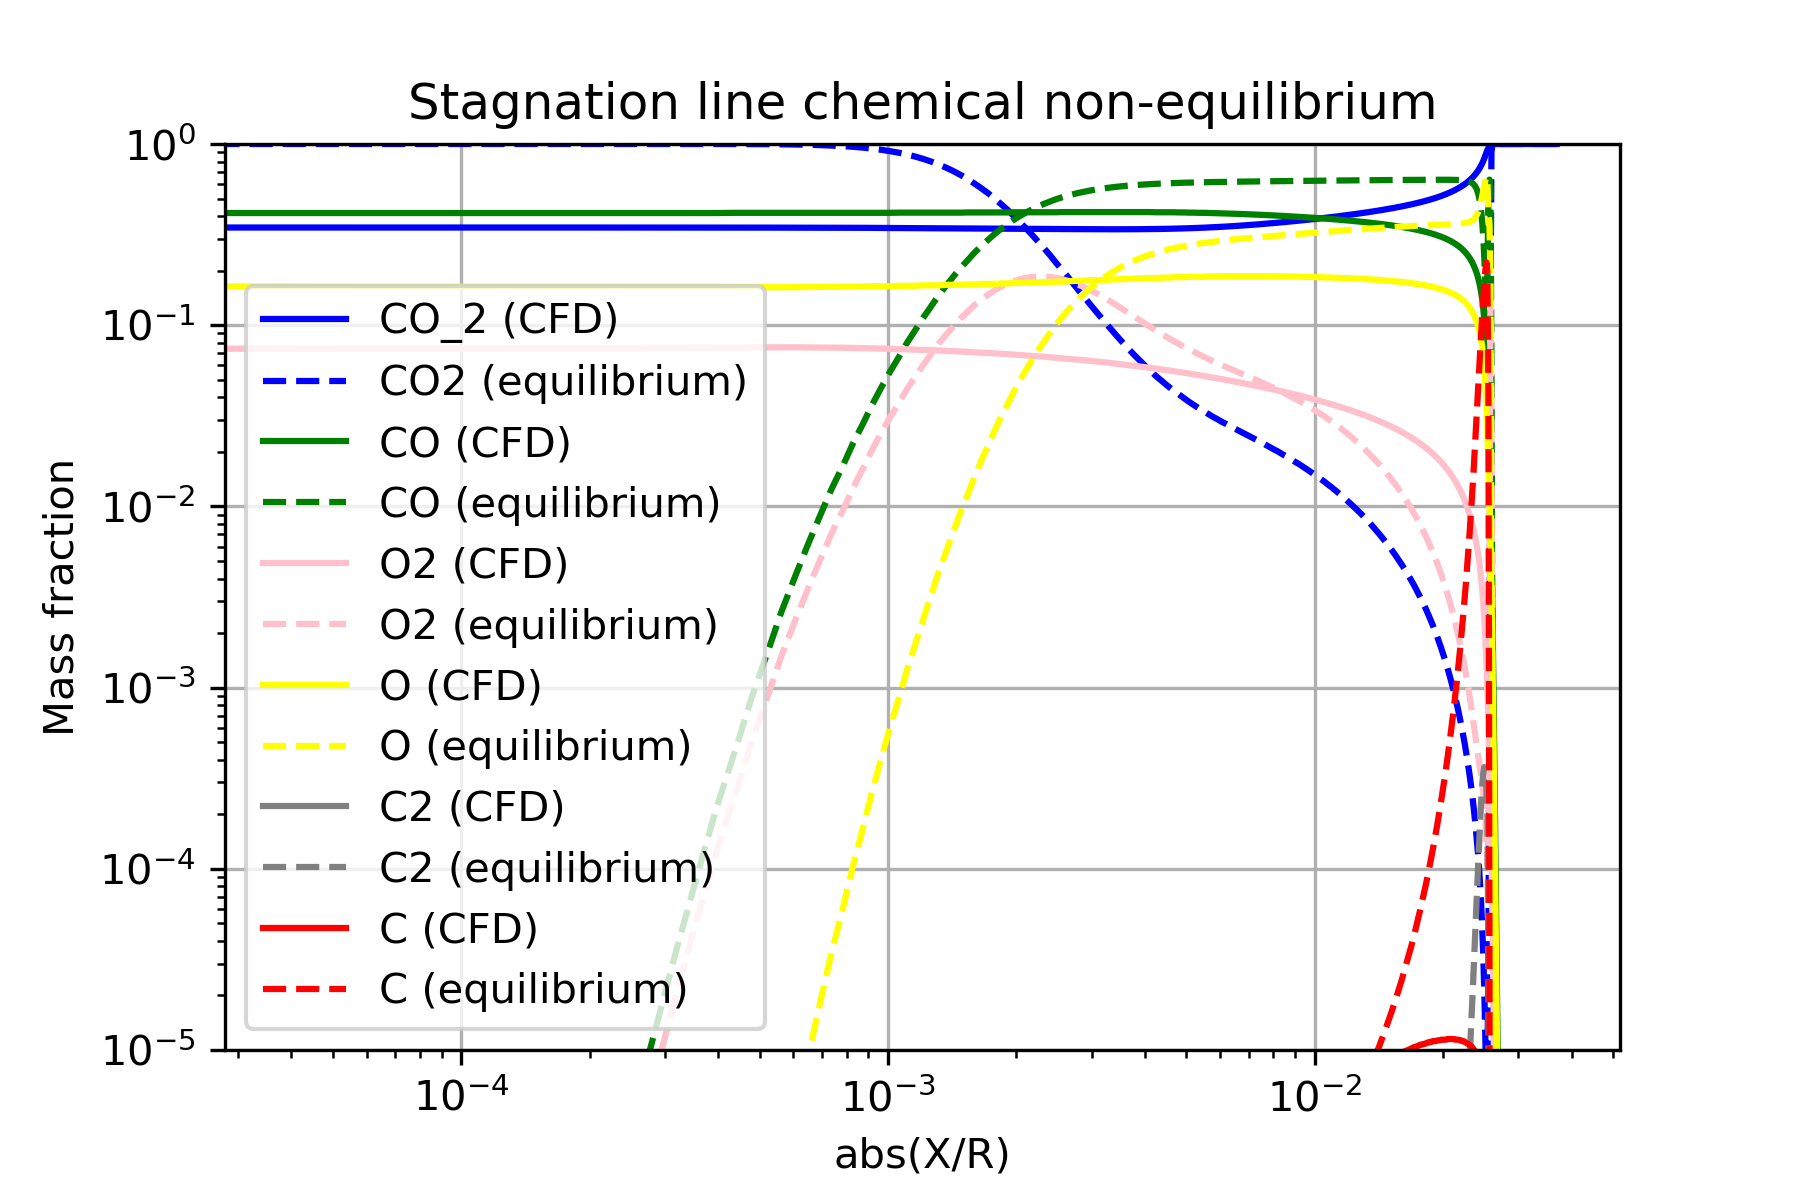 Stagnation line chemical non-equilibrium
Mass fraction
10⁰
10⁻¹
10⁻²
10⁻³
10⁻⁴
10⁻⁵
CO_2 (CFD)
CO2 (equilibrium)
CO (CFD)
CO (equilibrium)
O2 (CFD)
O2 (equilibrium)
O (CFD)
O (equilibrium)
C2 (CFD)
C2 (equilibrium)
C (CFD)
C (equilibrium)
10⁻⁴ 10⁻³ 10⁻²
abs(X/R)